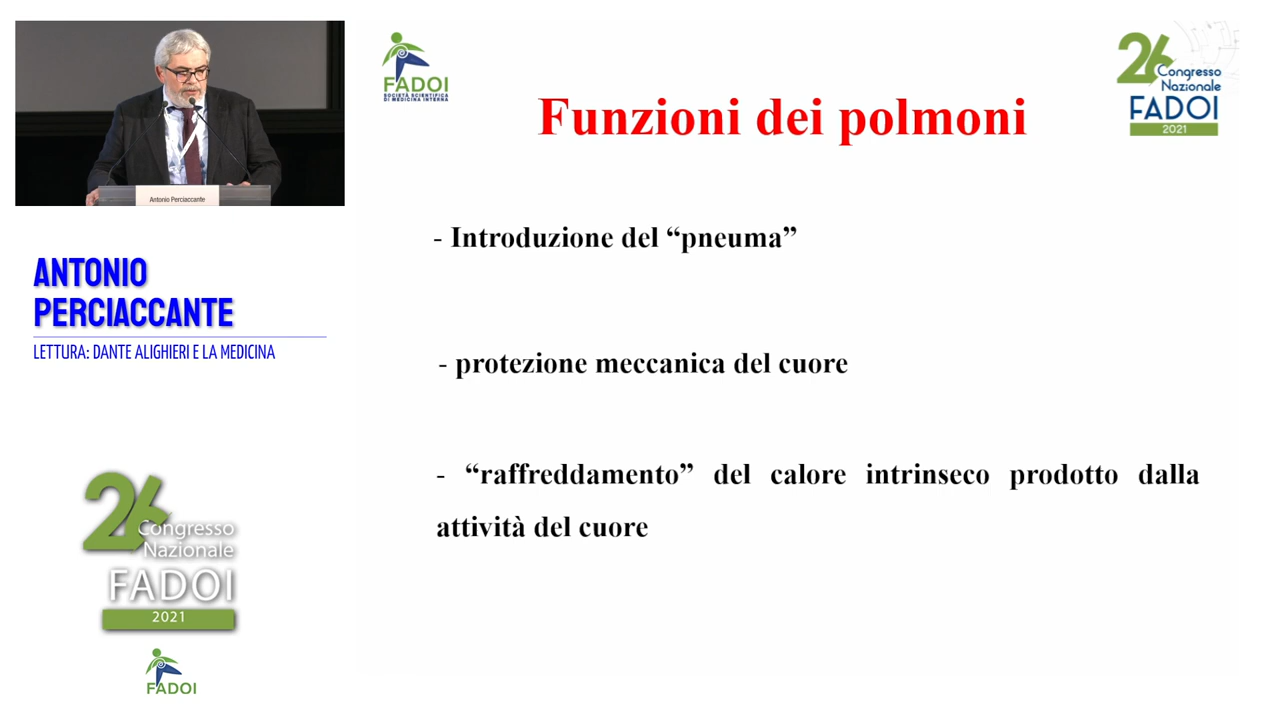 FADOI
SOCIETÀ SCIENTIFICA
DI MEDICINA INTERNA
26
Congresso
Nazionale
FADOI
2021
Funzioni dei polmoni
- Introduzione del “pneuma”
- protezione meccanica del cuore
- “raffreddamento” del calore intrinseco prodotto dalla
attività del cuore
Antonio Perciaccante
ANTONIO
PERCIACCANTE
LETTURA: DANTE ALIGHIERI E LA MEDICINA
26
Congresso
Nazionale
FADOI
2021
FADOI